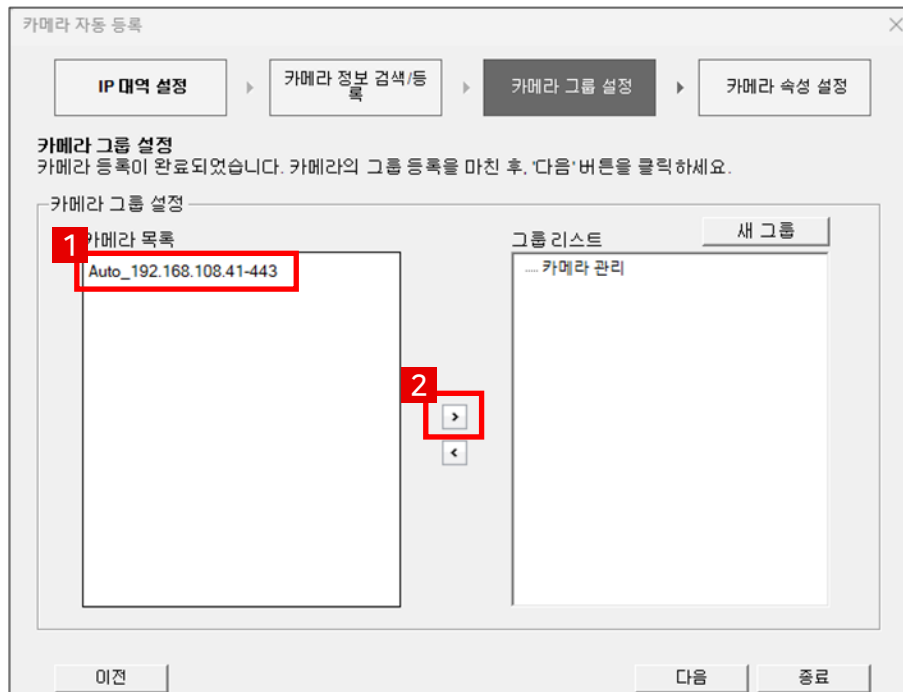 카메라 자동 등록
IP 대역 설정
카메라 정보 검색/등
록
카메라 그룹 설정
카메라 속성 설정
카메라 그룹 설정
카메라 등록이 완료되었습니다. 카메라의 그룹 등록을 마친 후, '다음' 버튼을 클릭하세요.
카메라 그룹 설정
1
카메라 목록
그룹 리스트
새 그룹
Auto_192.168.108.41-443
카메라 관리
2
>
<
이전
다음
종료